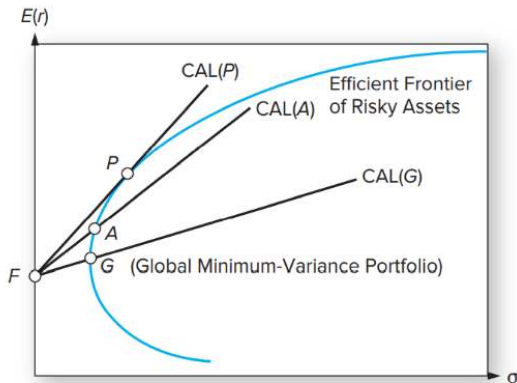 E(r)
CAL(P)
Efficient Frontier
of Risky Assets
CAL(A)
P
CAL(G)
A
G (Global Minimum-Variance Portfolio)
F
σ